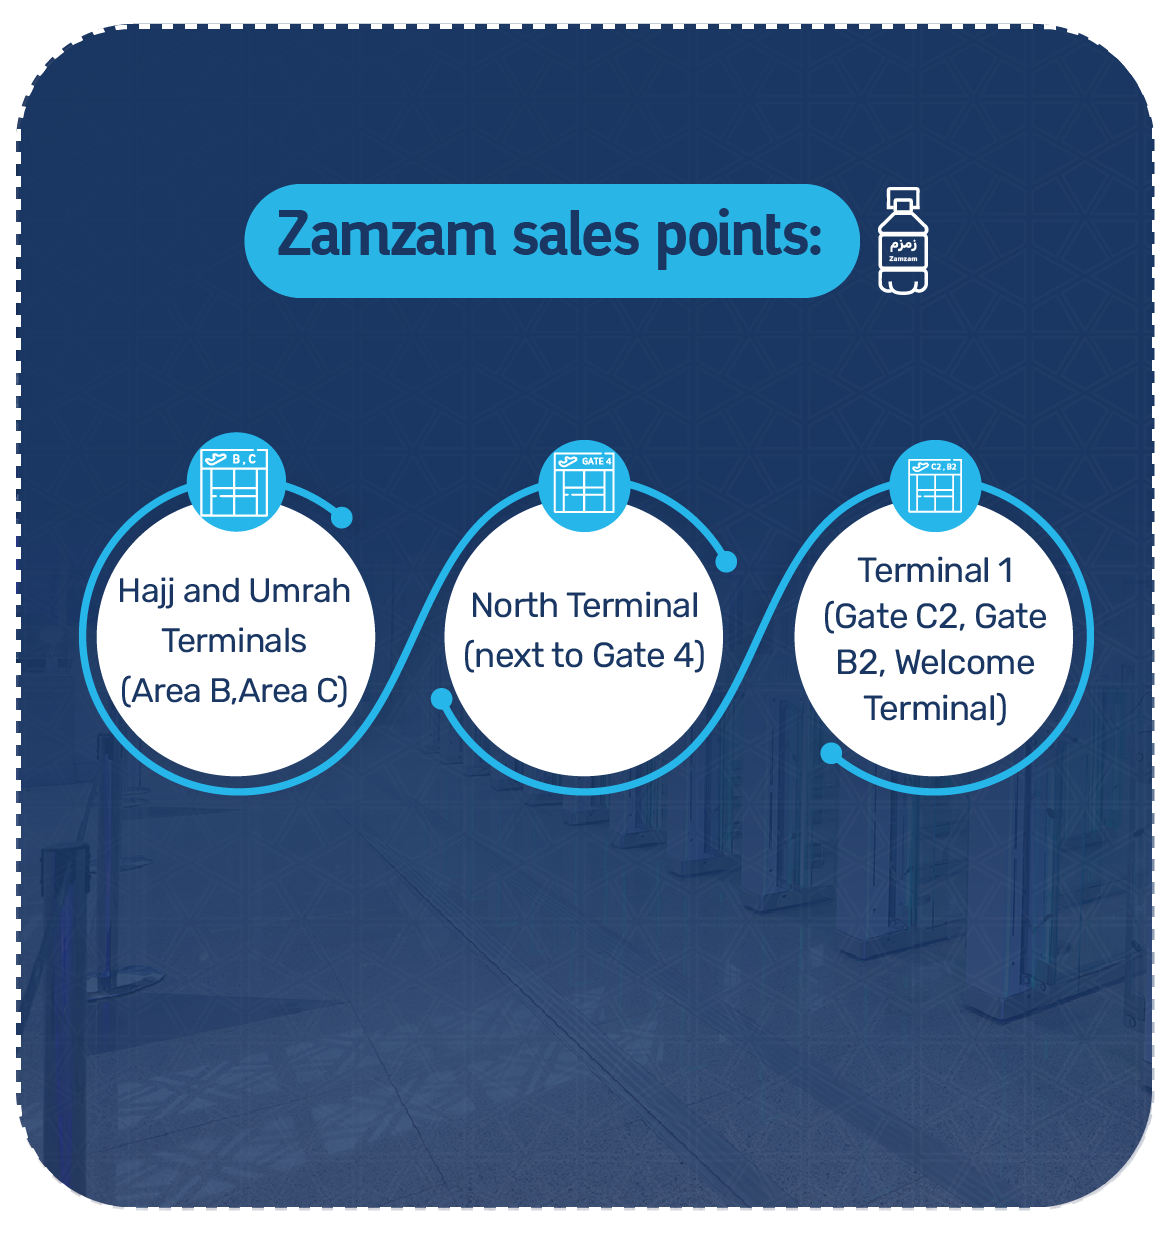 Zamzam sales points:
زمزم
Zamzam
B,C
Hajj and Umrah
Terminals
(Area B,Area C)
GATE 4
North Terminal
(next to Gate 4)
C2,B2
Terminal 1
(Gate C2, Gate
B2, Welcome
Terminal)